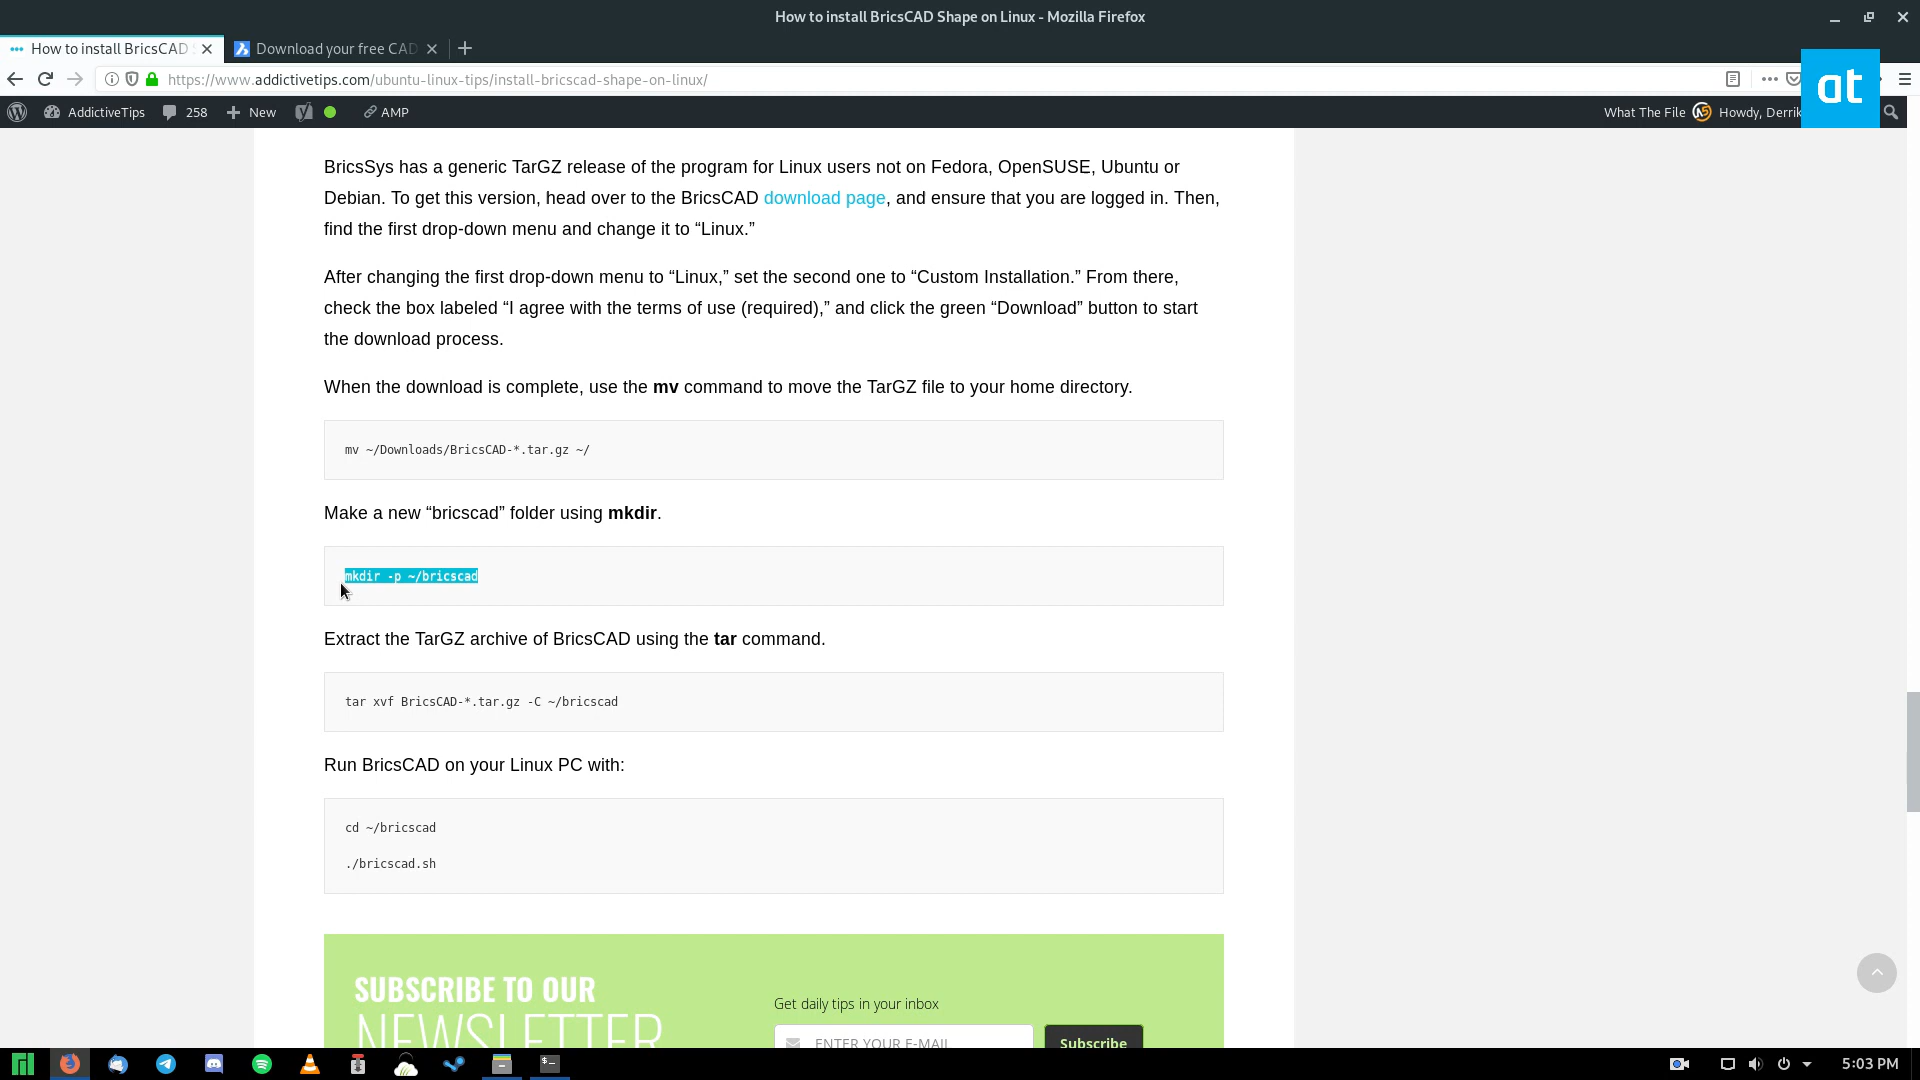 How to install BricsCAD Shape on Linux - Mozilla Firefox
How to install BricsCAD S
Download your free CAD
https://www.addictivetips.com/ubuntu-linux-tips/install-bricscad-shape-on-linux/
at
AddictiveTips 258 New AMP What The File Howdy, Derrik
BricsSys has a generic TarGZ release of the program for Linux users not on Fedora, OpenSUSE, Ubuntu or
Debian. To get this version, head over to the BricsCAD download page, and ensure that you are logged in. Then,
find the first drop-down menu and change it to “Linux.”
After changing the first drop-down menu to “Linux,” set the second one to “Custom Installation.” From there,
check the box labeled “I agree with the terms of use (required),” and click the green “Download” button to start
the download process.
When the download is complete, use the mv command to move the TarGZ file to your home directory.
mv ~/Downloads/BricsCAD-*.tar.gz ~/
Make a new “bricscad” folder using mkdir.
mkdir -p ~/bricscad
Extract the TarGZ archive of BricsCAD using the tar command.
tar xvf BricsCAD-*.tar.gz -C ~/bricscad
Run BricsCAD on your Linux PC with:
cd ~/bricscad
./bricscad.sh
SUBSCRIBE TO OUR
NEWSLETTER
Get daily tips in your inbox
ENTER YOUR E-MAIL
Subscribe
5:03 PM